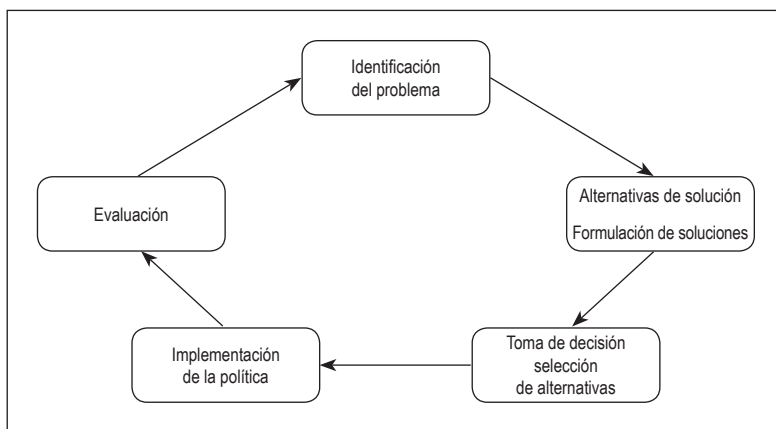 Identificación
del problema
Alternativas de solución
Formulación de soluciones
Toma de decisión
selección
de alternativas
Implementación
de la política
Evaluación